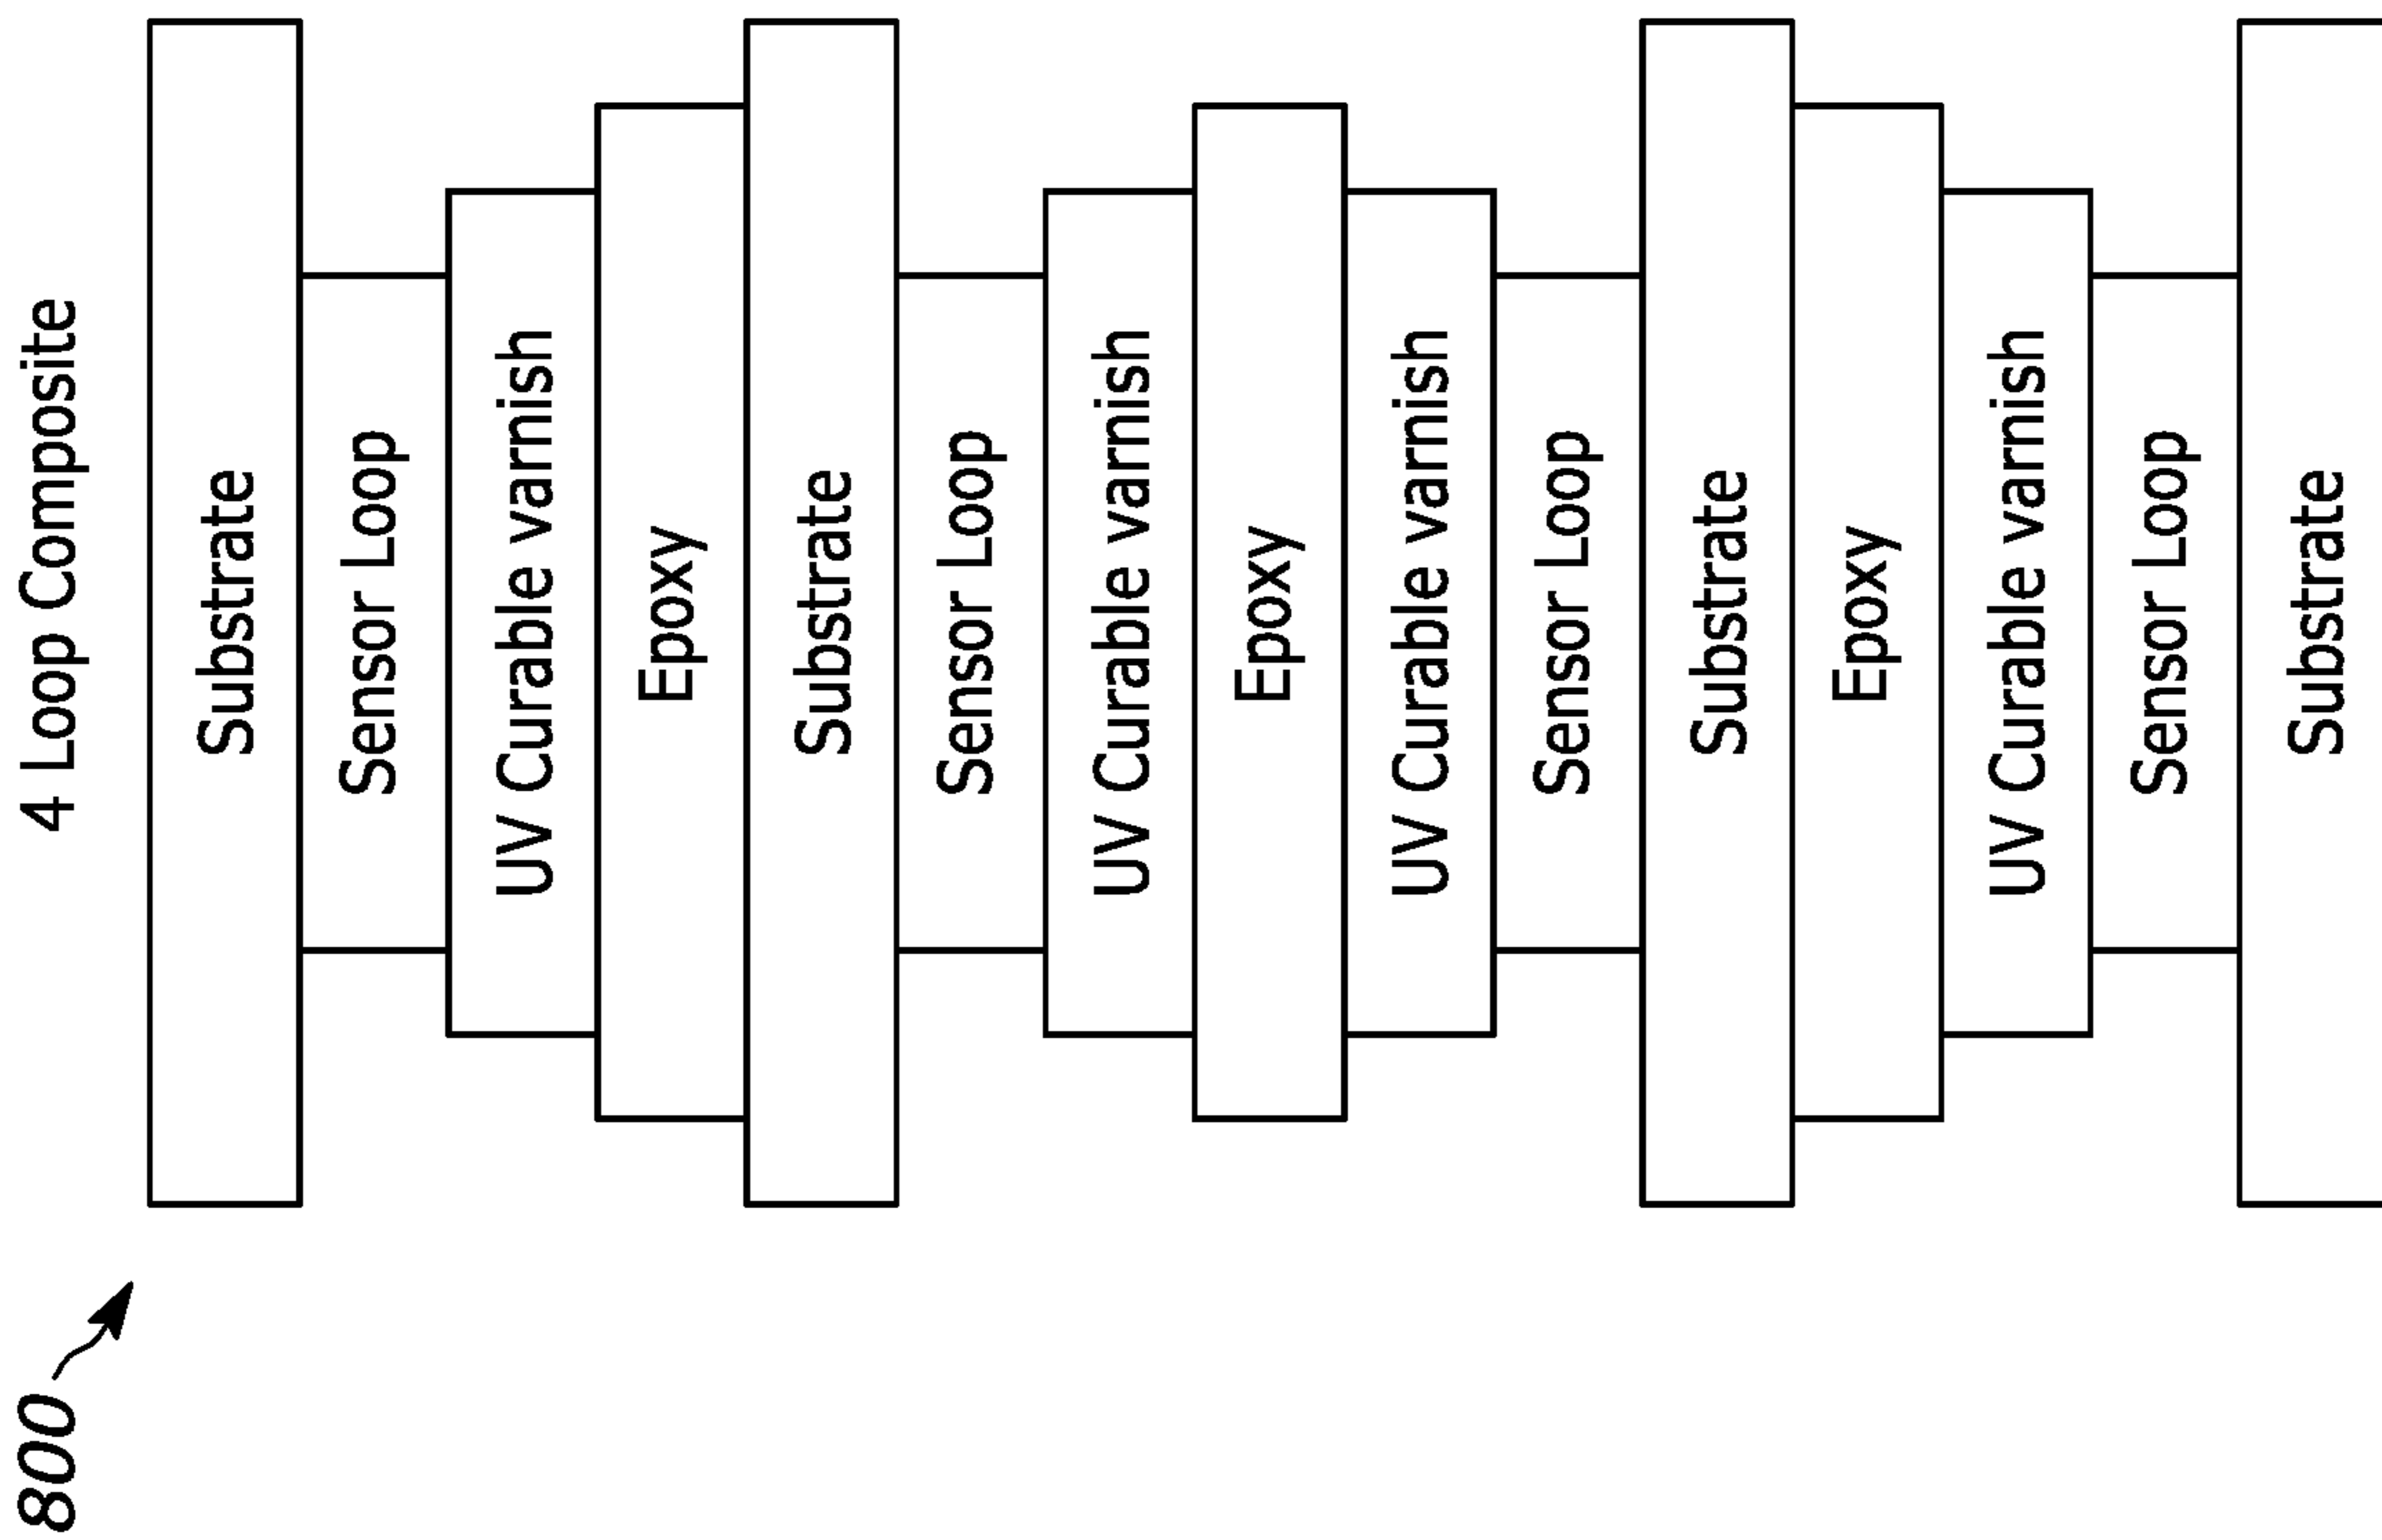 800
4 Loop Composite
Substrate
Sensor Loop
UV Curable varnish
Epoxy
Substrate
Sensor Loop
UV Curable varnish
Epoxy
UV Curable varnish
Sensor Loop
Substrate
Epoxy
UV Curable varnish
Sensor Loop
Substrate